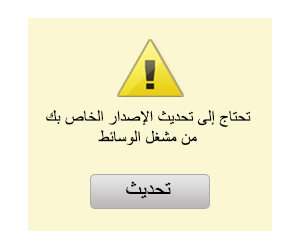 تحتاج إلى تحديث الإصدار الخاص بك
من مشغل الوسائط
تحديث